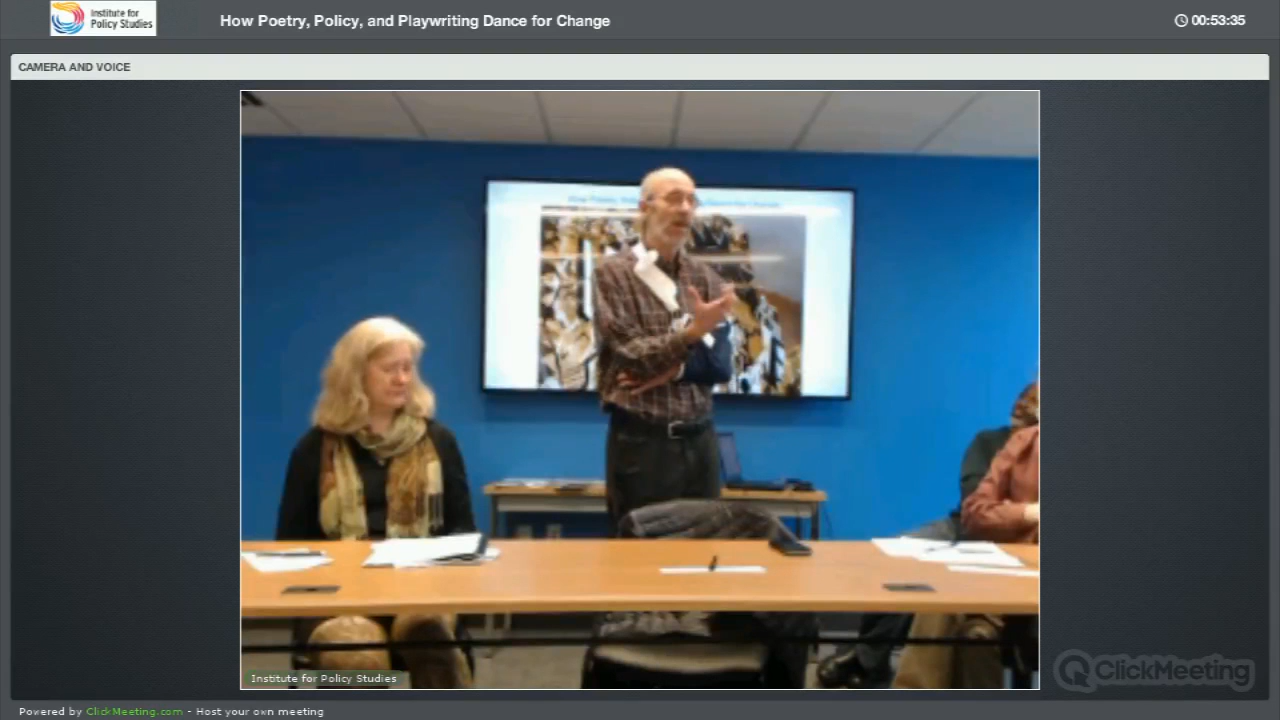 Institute for
Policy Studies
How Poetry, Policy, and Playwriting Dance for Change
00:53:35
CAMERA AND VOICE
Institute for Policy Studies
ClickMeeting
Powered by ClickMeeting.com - Host your own meeting